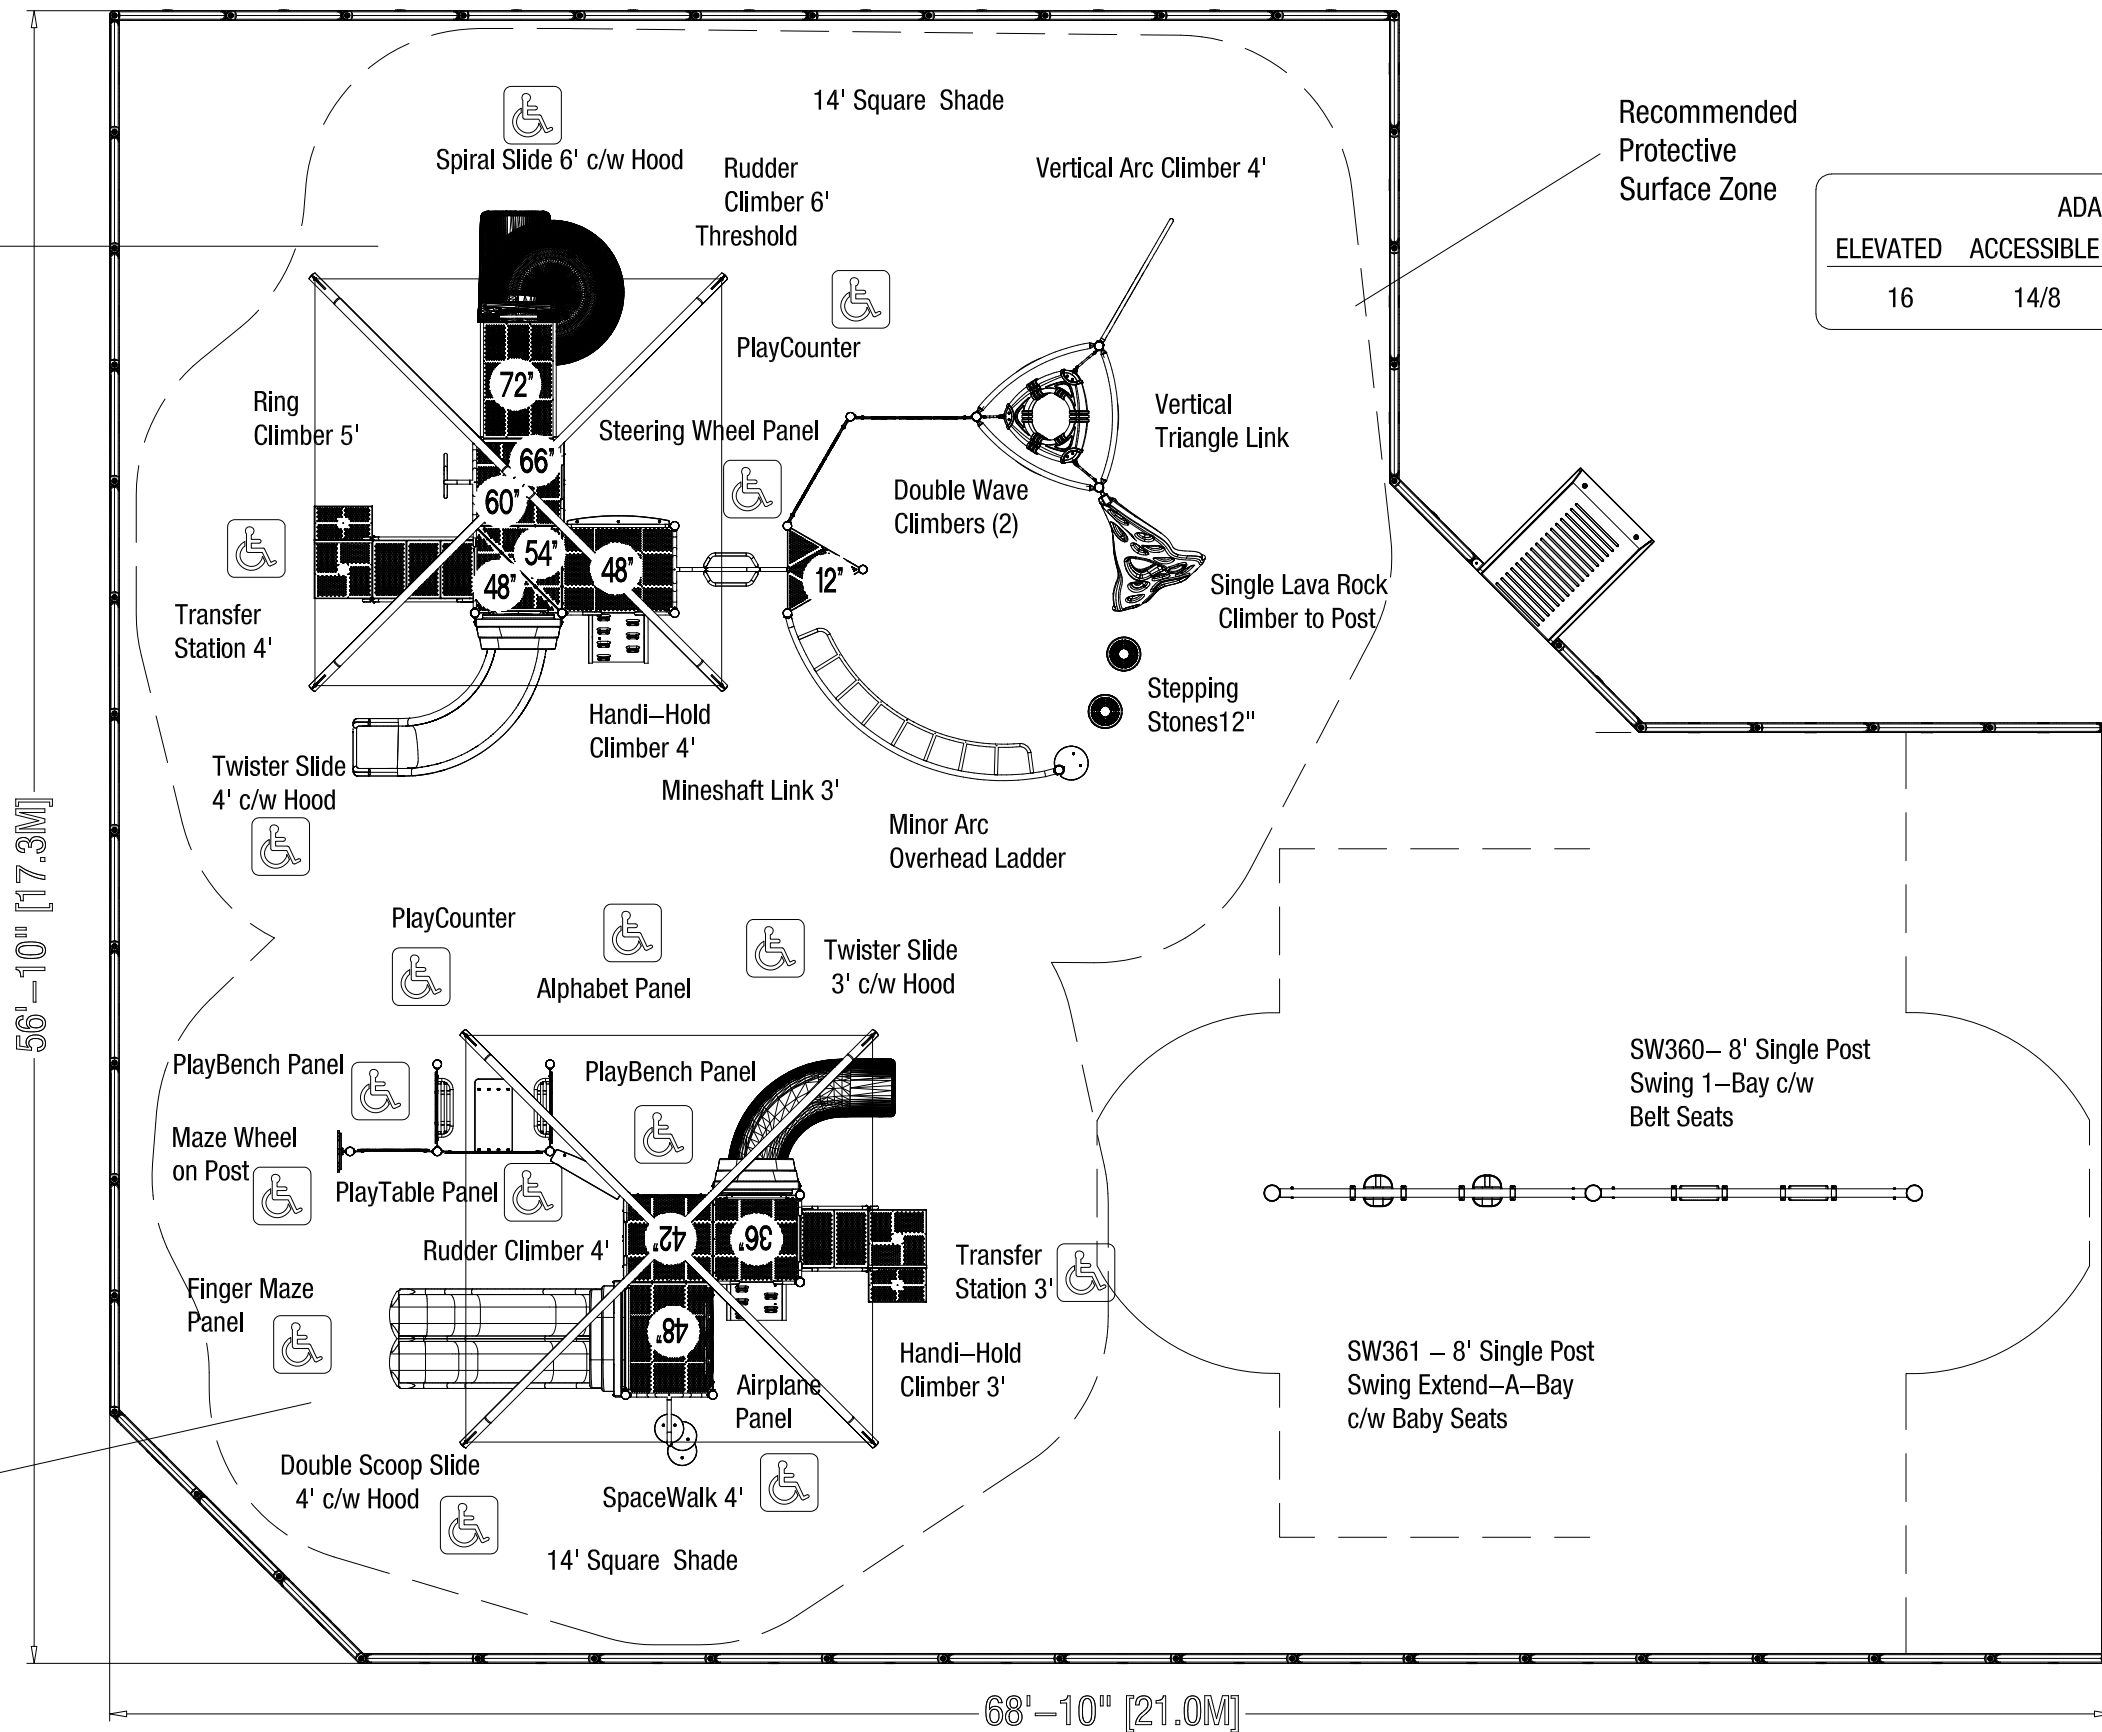 14' Square  Shade
Spiral Slide 6' c/w Hood
Rudder
Climber 6'
Threshold
Vertical Arc Climber 4'
Recommended
Protective
Surface Zone
ADA
ELEVATED ACCESSIBLE
16 14/8
PlayCounter
72"
Ring
Climber 5'
Steering Wheel Panel
Vertical
Triangle Link
66"
60"
Double Wave
Climbers (2)
54"
48"
48"
12"
Single Lava Rock
Climber to Post
Transfer
Station 4'
Stepping
Stones12"
Handi–Hold
Climber 4'
Twister Slide
4' c/w Hood
Mineshaft Link 3'
Minor Arc
Overhead Ladder
56'–10" [17.3M]
PlayCounter
Alphabet Panel
Twister Slide
3' c/w Hood
PlayBench Panel
PlayBench Panel
SW360– 8' Single Post
Swing 1–Bay c/w
Belt Seats
Maze Wheel
on Post
PlayTable Panel
Rudder Climber 4'
42"
36"
Transfer
Station 3'
Finger Maze
Panel
48"
Handi–Hold
Climber 3'
SW361 – 8' Single Post
Swing Extend–A–Bay
c/w Baby Seats
Airplane
Panel
Double Scoop Slide
4' c/w Hood
SpaceWalk 4'
14' Square  Shade
68'–10" [21.0M]